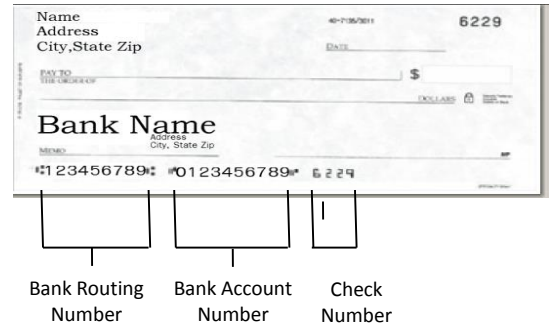 Name
Address
City,State Zip
40-7135/3011
6229
DATE
PAY TO
THE ORDER OF
$
DOLLARS
Bank Name
Address
City, State Zip
MEMO
MP
⑆123456789⑆ ⑈0123456789⑈ 6229
Bank Routing Number
Bank Account Number
Check Number